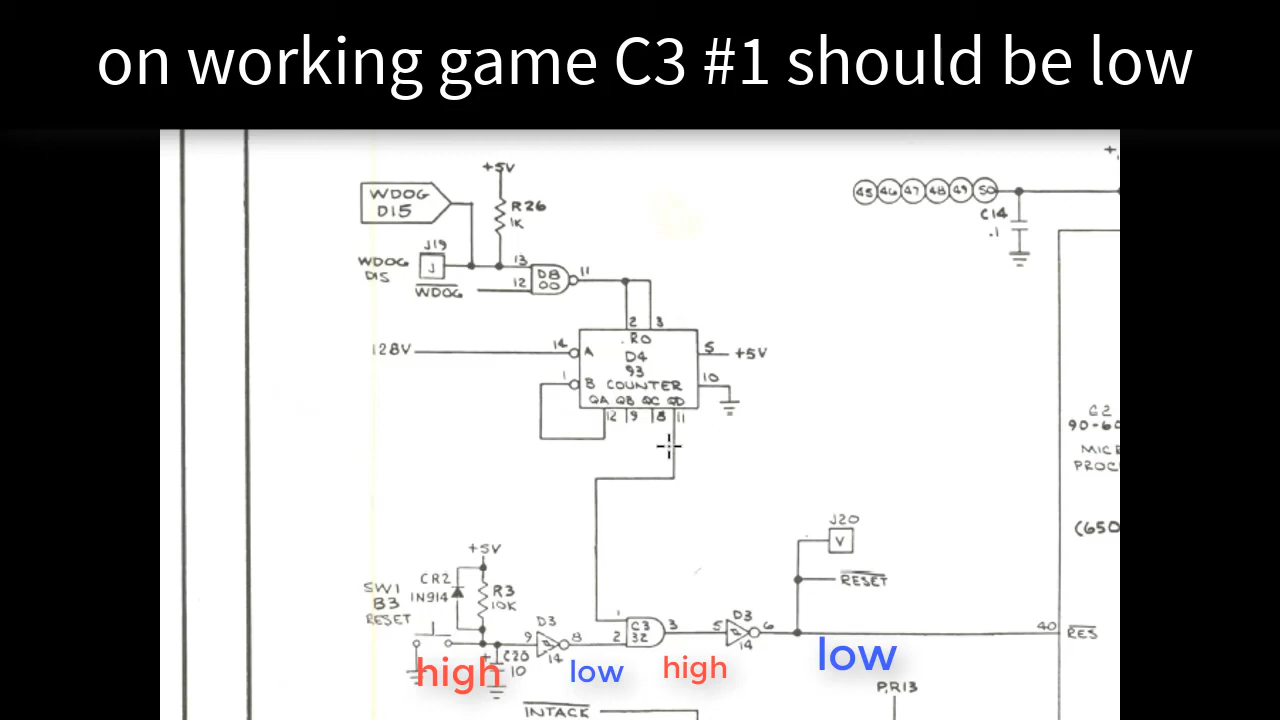 on working game C3 #1 should be low
+5V
WDOG
D15
R26
1K
45 46 47 48 49 50
C14
.1
J19
WDOG
D15
J
13
D8
00
11
WDOG
12
2 3
128V
14
A
RO
D4
93
5
+5V
1
B COUNTER
10
QA QB QC QD
12 9 8 11
C2
90-60
MIC
PROC
(650
J20
V
+5V
SW1
B3
RESET
CR2
1N914
R3
10K
RESET
D3
9
8
14
1
2
C3
32
3
D3
5
6
14
40
RES
+
C20
10
high
low
high
low
P,R13
INTACK